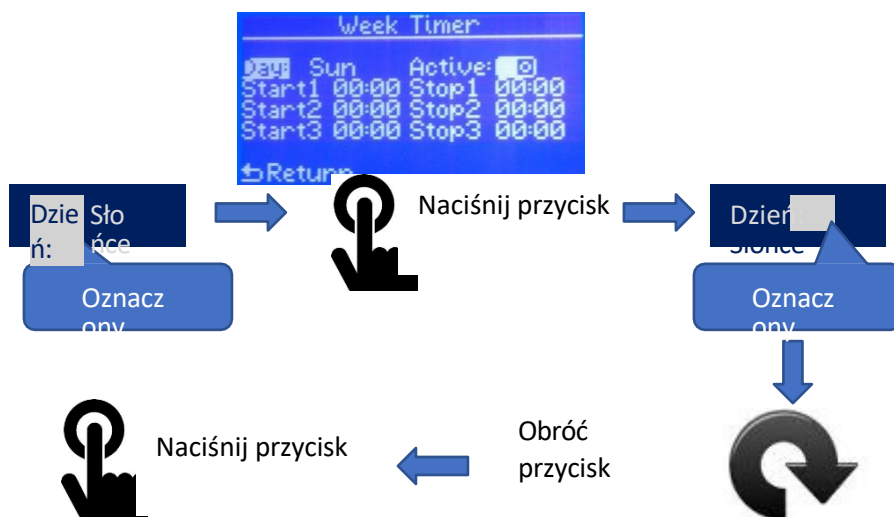 Week Timer
Day: Sun Active:
Start1 00:00 Stop1 00:00
Start2 00:00 Stop2 00:00
Start3 00:00 Stop3 00:00
Return
Dzie Sło
ń: ńce
Oznacz
ony
Naciśnij przycisk
Dzień:
Słońce
Oznacz
ony
Naciśnij przycisk
Obróć
przycisk